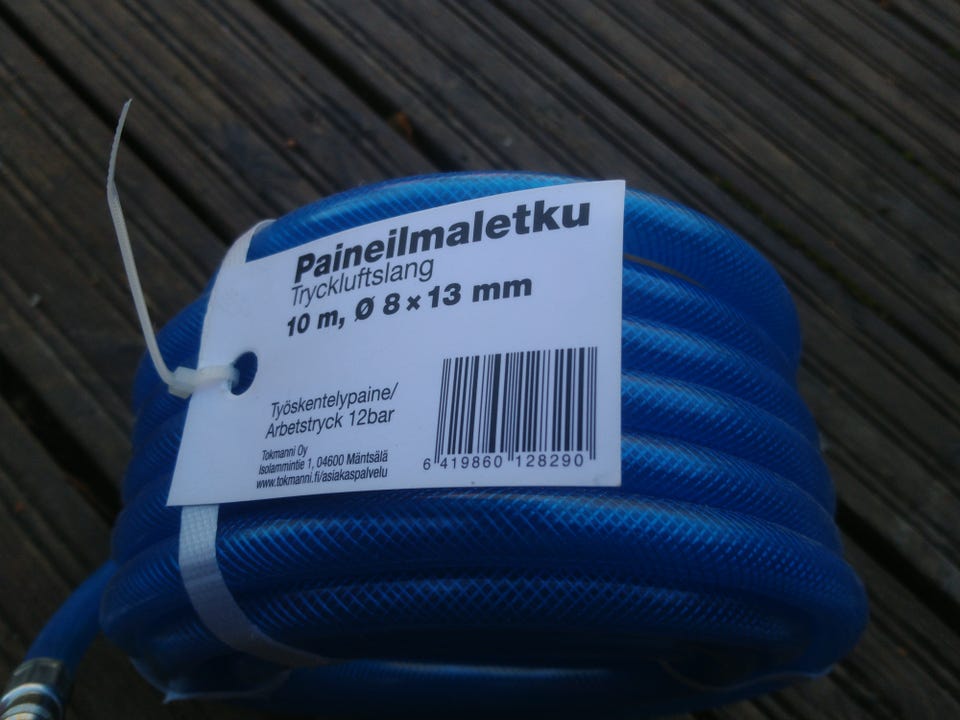 Paineilmaletku
Tryckluftslang
10 m, Ø 8 × 13 mm
Työskentelypaine/
Arbetstryck 12bar
Tokmanni Oy
Isolammintie 1, 04600 Mäntsälä
www.tokmanni.fi/asiakaspalvelu
6 419860 128290